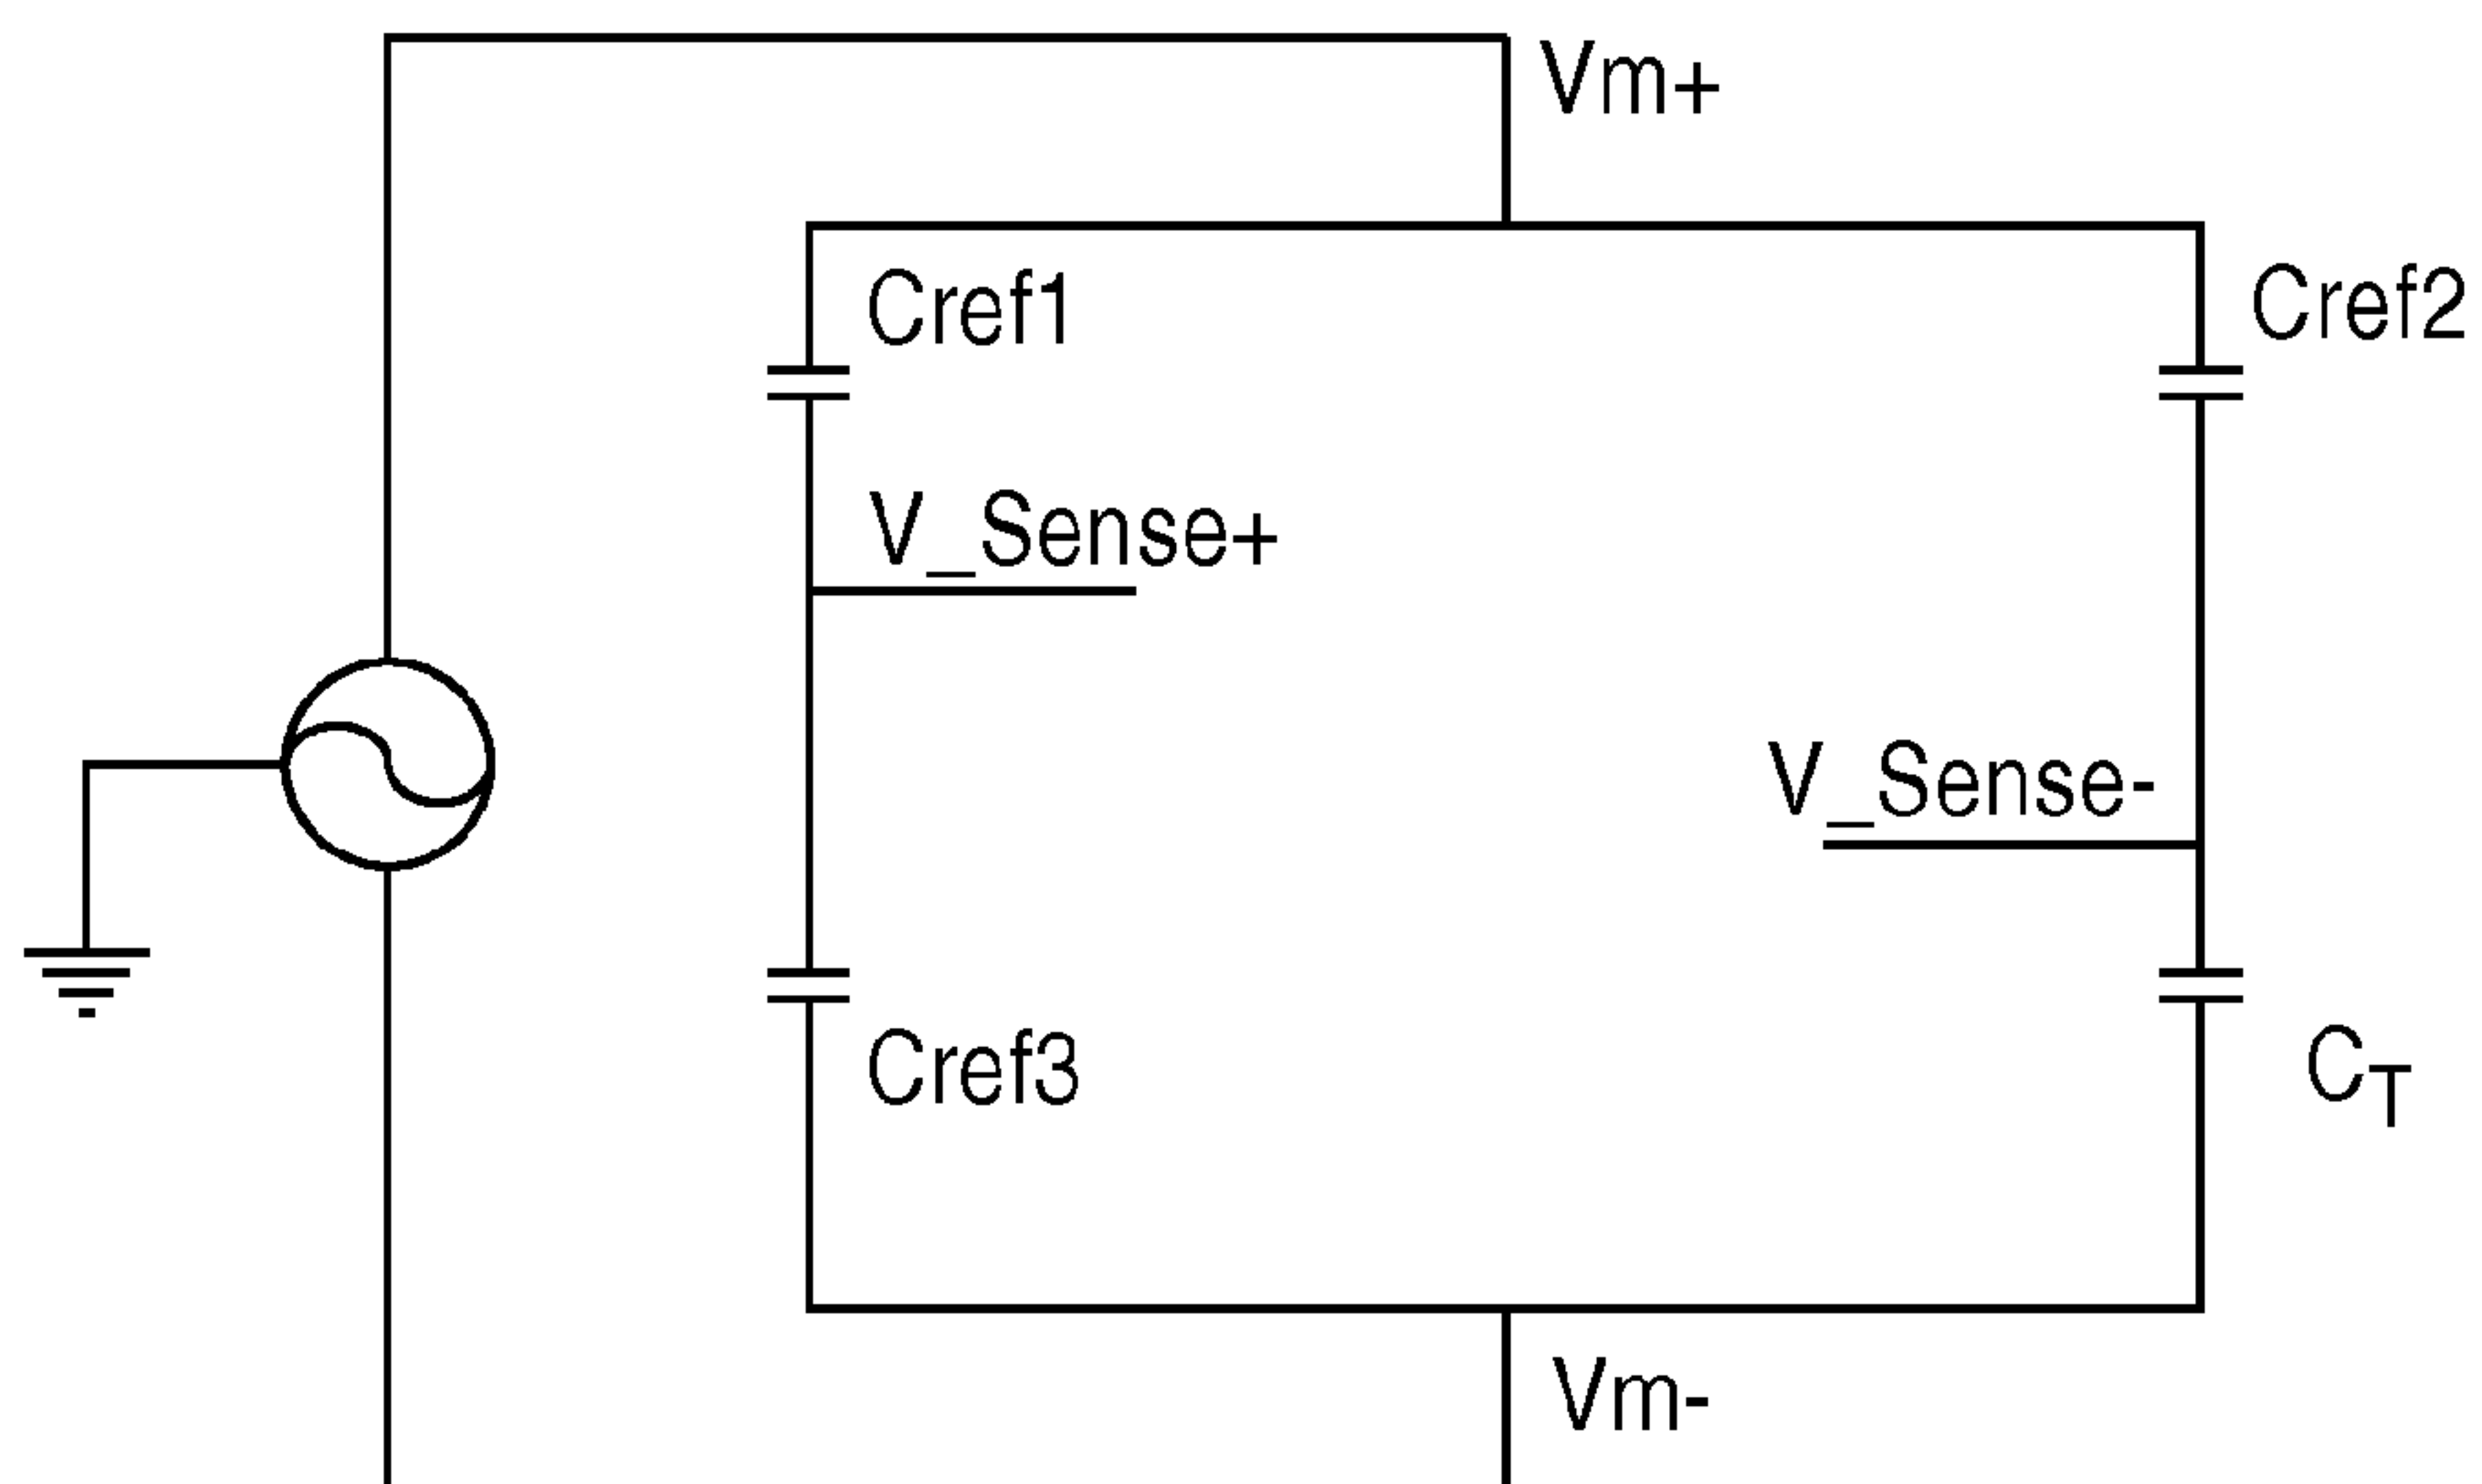 Vm+
Cref1
Cref2
V_Sense+
V_Sense-
Cref3
CT
Vm-